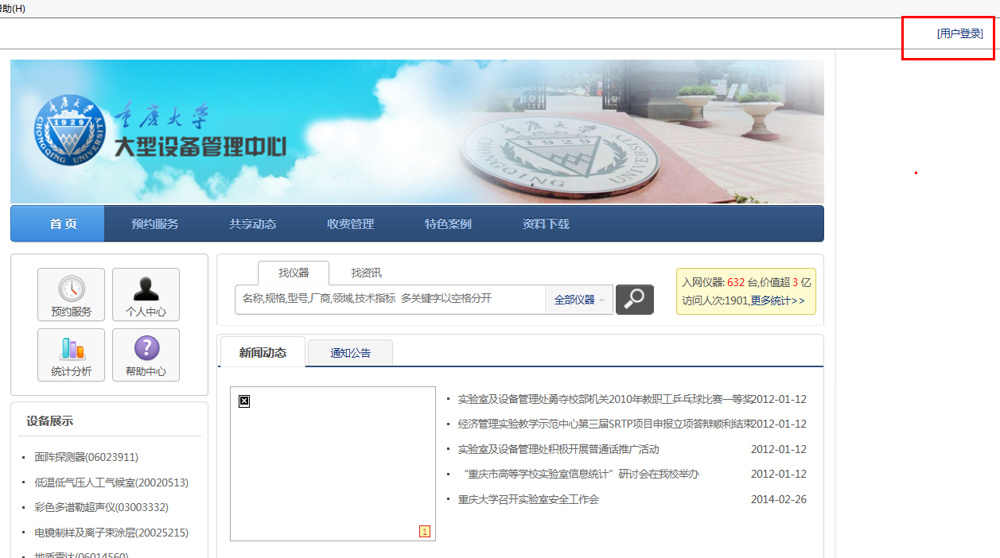 帮助(H)
[用户登录]
重庆大学
大型设备管理中心
1929
CHONGQING UNIVERSITY
1929
CHONGQING UNIVERSITY
首 页 预约服务 共享动态 收费管理 特色案例 资料下载
预约服务 个人中心
统计分析 帮助中心
找仪器 找资讯
名称,规格,型号,厂商,领域,技术指标 多关键字以空格分开 全部仪器
入网仪器: 632 台,价值超 3 亿
访问人次:1901,更多统计>>
新闻动态 通知公告
1
实验室及设备管理处勇夺校部机关2010年教职工乒乓球比赛一等奖2012-01-12
经济管理实验教学示范中心第三届SRTP项目申报立项答辩顺利结束2012-01-12
实验室及设备管理处积极开展普通话推广活动 2012-01-12
“重庆市高等学校实验室信息统计”研讨会在我校举办 2012-01-12
重庆大学召开实验室安全工作会 2014-02-26
设备展示
面阵探测器(06023911)
低温低气压人工气候室(20020513)
彩色多谱勒超声仪(03003332)
电镜制样及离子束涂层(20025215)
地质雷达(06014560)